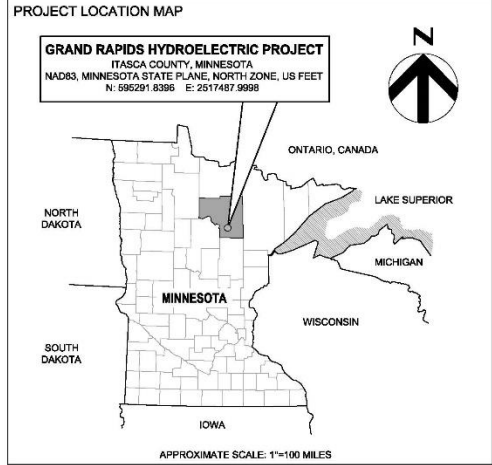 PROJECT LOCATION MAP
GRAND RAPIDS HYDROELECTRIC PROJECT
ITASCA COUNTY, MINNESOTA
NAD83, MINNESOTA STATE PLANE, NORTH ZONE, US FEET
N: 595291.8396 E: 2517487.9998
N
ONTARIO, CANADA
LAKE SUPERIOR
NORTH
DAKOTA
MICHIGAN
MINNESOTA
WISCONSIN
SOUTH
DAKOTA
IOWA
APPROXIMATE SCALE: 1"=100 MILES